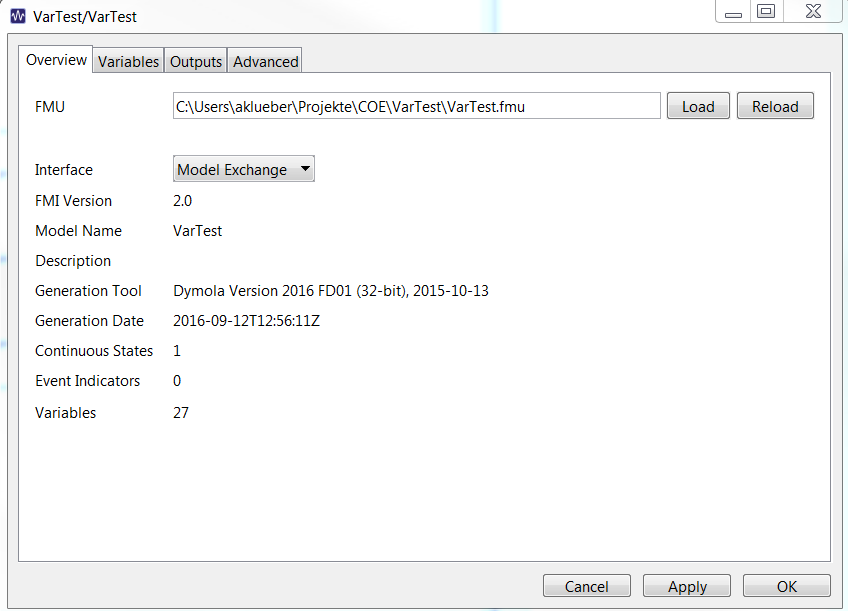 VarTest/VarTest
Overview Variables Outputs Advanced
FMU C:\Users\aklueber\Projekte\COE\VarTest\VarTest.fmu Load Reload
Interface Model Exchange
FMI Version 2.0
Model Name VarTest
Description
Generation Tool Dymola Version 2016 FD01 (32-bit), 2015-10-13
Generation Date 2016-09-12T12:56:11Z
Continuous States 1
Event Indicators 0
Variables 27
Cancel Apply OK